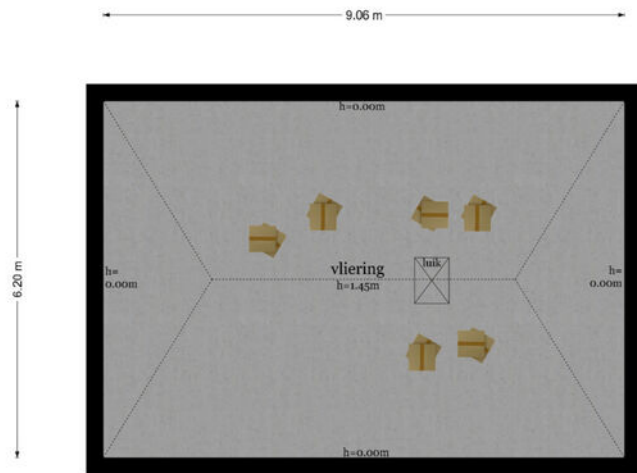 9.06 m
h=0.00m
6.20 m
h=
0.00m
vliering
h=1.45m
luik
h=
0.00m
h=0.00m